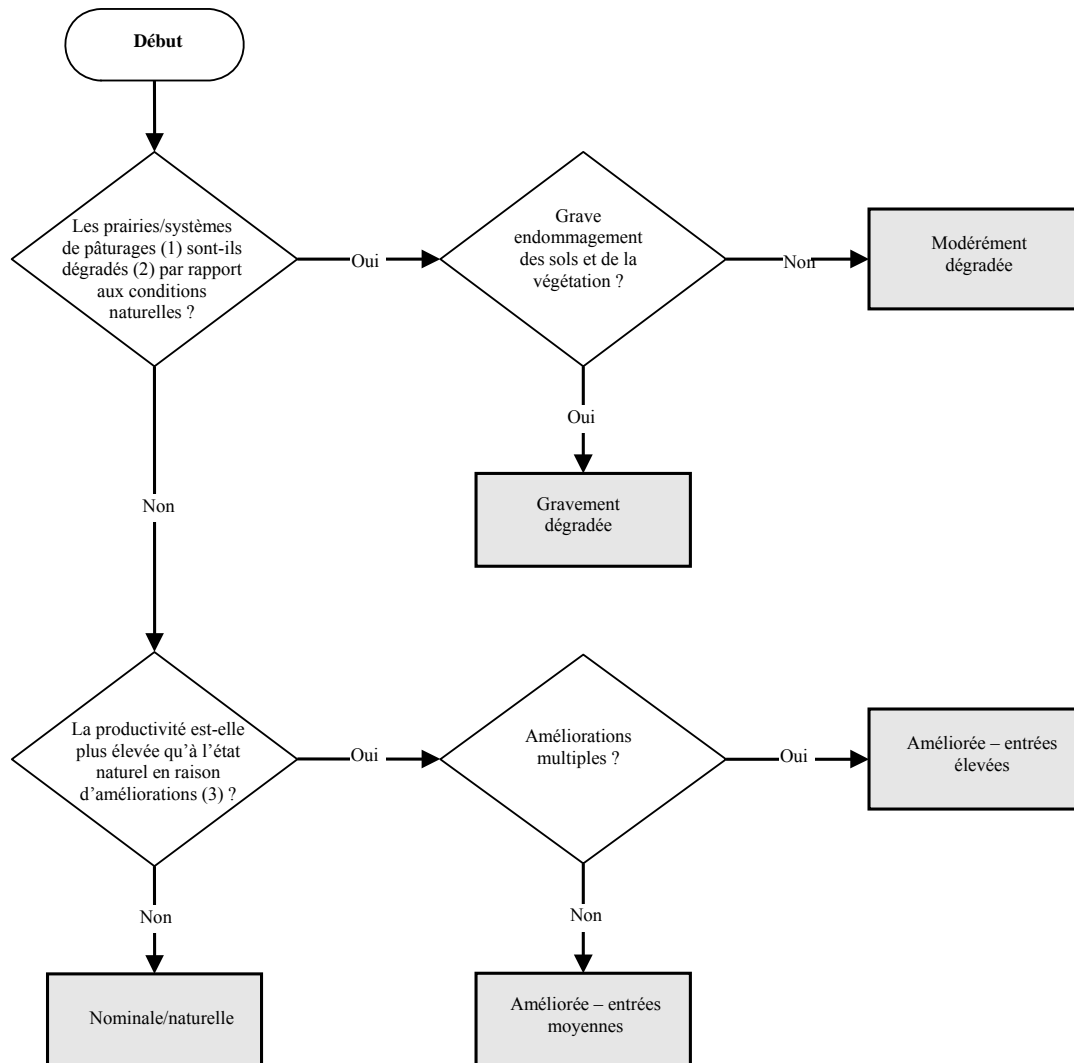 Début
Les prairies/systèmes
de pâturages (1) sont-ils
dégradés (2) par rapport
aux conditions
naturelles ?
Oui
Grave
endommagement
des sols et de la
végétation ?
Non
Modérément
dégradée
Oui
Gravement
dégradée
Non
La productivité est-elle
plus élevée qu’à l’état
naturel en raison
d’améliorations (3) ?
Oui
Améliorations
multiples ?
Oui
Améliorée – entrées
élevées
Non
Nominale/naturelle
Non
Améliorée – entrées
moyennes